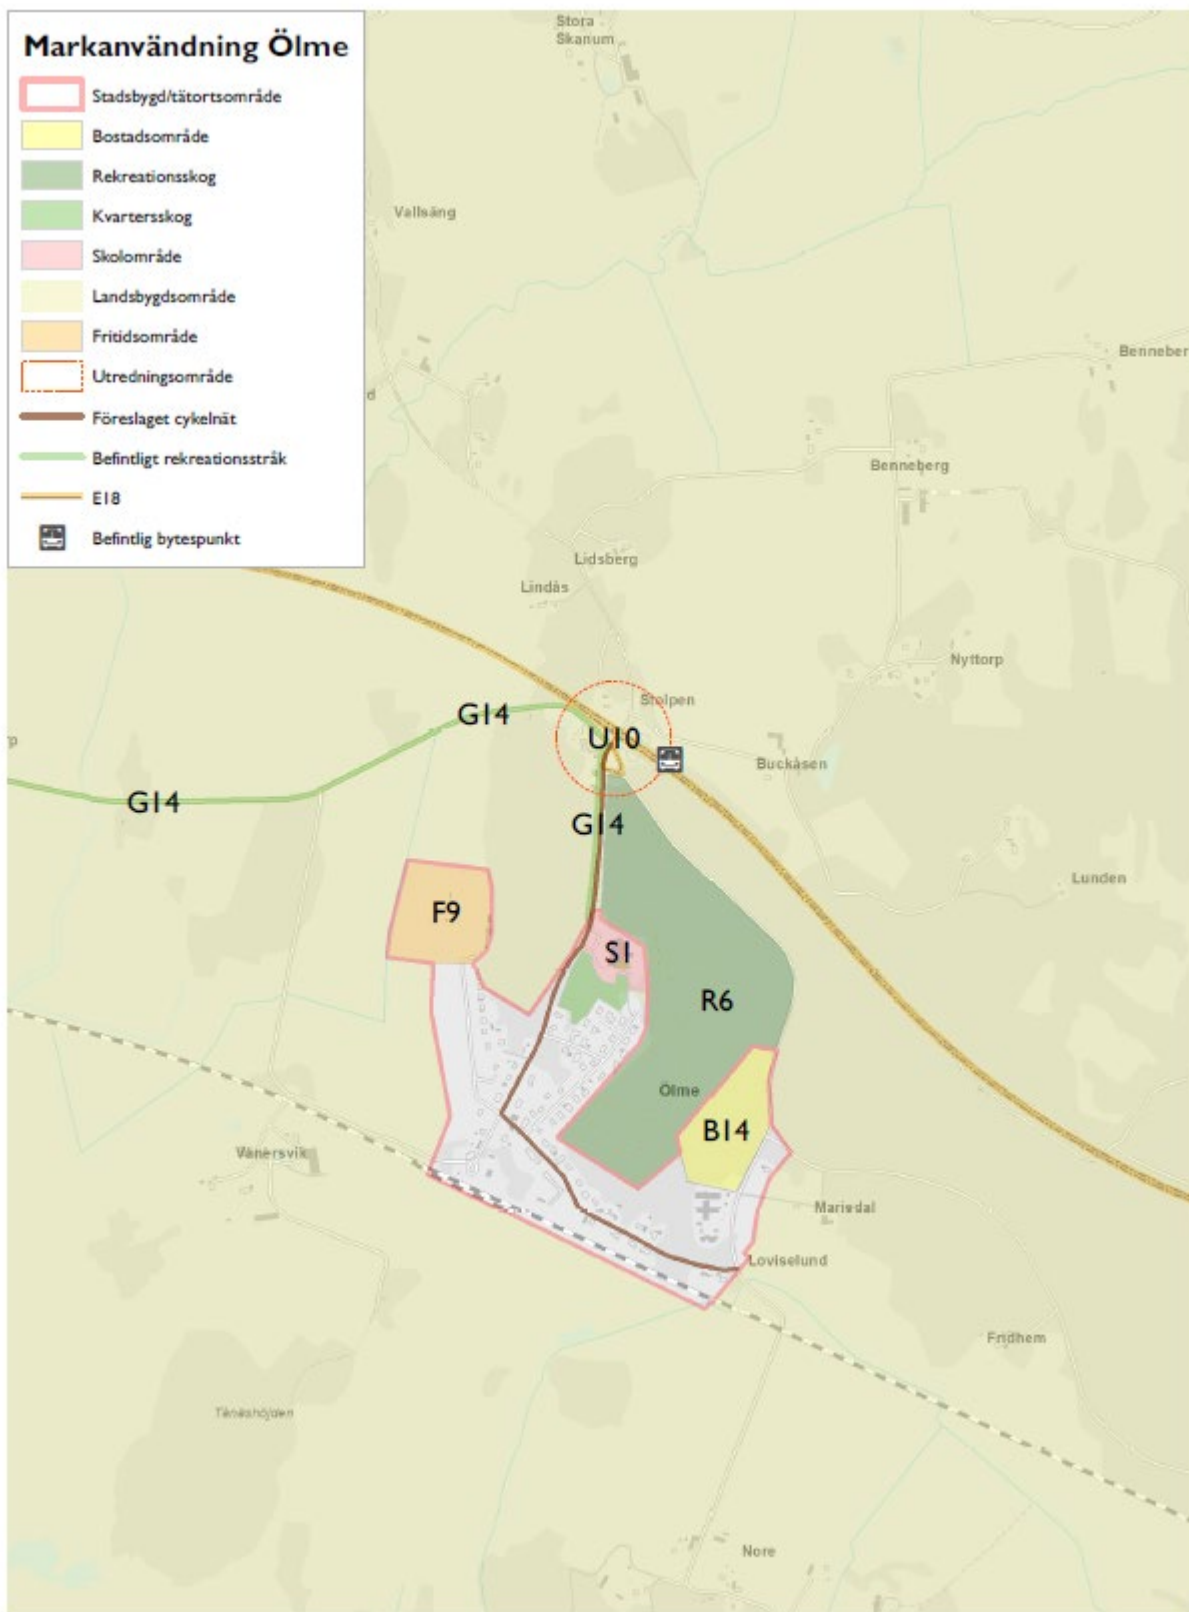 Markanvändning Ölme
Stadsbygd/tätortsområde
Bostadsområde
Rekreationsskog
Kvartersskog
Skolområde
Landsbygdsområde
Fritidsområde
Utredningsområde
Föreslaget cykelnät
Befintligt rekreationsstråk
E18
Befintlig bytespunkt
Stora
Skanum
Vallsäng
Benneberg
Lidsberg
Lindås
Nyttorp
Stolpen
G14
U10
Buckåsen
G14
G14
Lunden
F9
S1
R6
Ölme
B14
Vänersvik
Marisdal
Loviselund
Fridhem
Nore